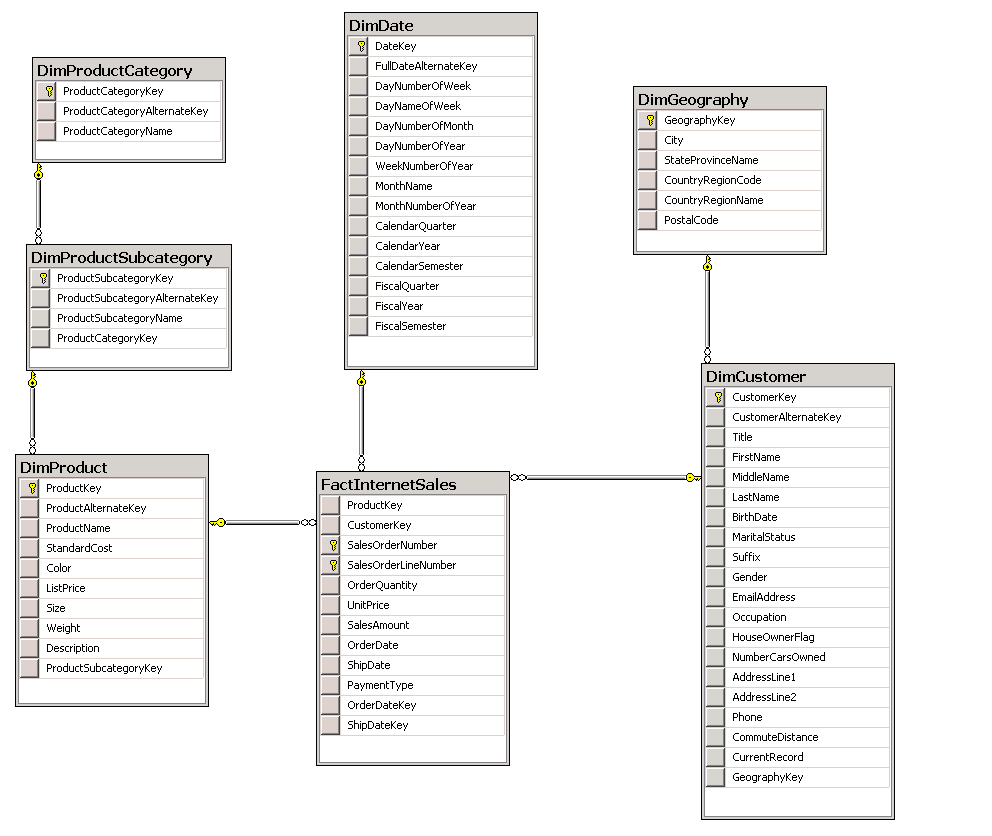 DimProductCategory
ProductCategoryKey
ProductCategoryAlternateKey
ProductCategoryName
DimProductSubcategory
ProductSubcategoryKey
ProductSubcategoryAlternateKey
ProductSubcategoryName
ProductCategoryKey
DimProduct
ProductKey
ProductAlternateKey
ProductName
StandardCost
Color
ListPrice
Size
Weight
Description
ProductSubcategoryKey
DimDate
DateKey
FullDateAlternateKey
DayNumberOfWeek
DayNameOfWeek
DayNumberOfMonth
DayNumberOfYear
WeekNumberOfYear
MonthName
MonthNumberOfYear
CalendarQuarter
CalendarYear
CalendarSemester
FiscalQuarter
FiscalYear
FiscalSemester
FactInternetSales
ProductKey
CustomerKey
SalesOrderNumber
SalesOrderLineNumber
OrderQuantity
UnitPrice
SalesAmount
OrderDate
ShipDate
PaymentType
OrderDateKey
ShipDateKey
DimGeography
GeographyKey
City
StateProvinceName
CountryRegionCode
CountryRegionName
PostalCode
DimCustomer
CustomerKey
CustomerAlternateKey
Title
FirstName
MiddleName
LastName
BirthDate
MaritalStatus
Suffix
Gender
EmailAddress
Occupation
HouseOwnerFlag
NumberCarsOwned
AddressLine1
AddressLine2
Phone
CommuteDistance
CurrentRecord
GeographyKey